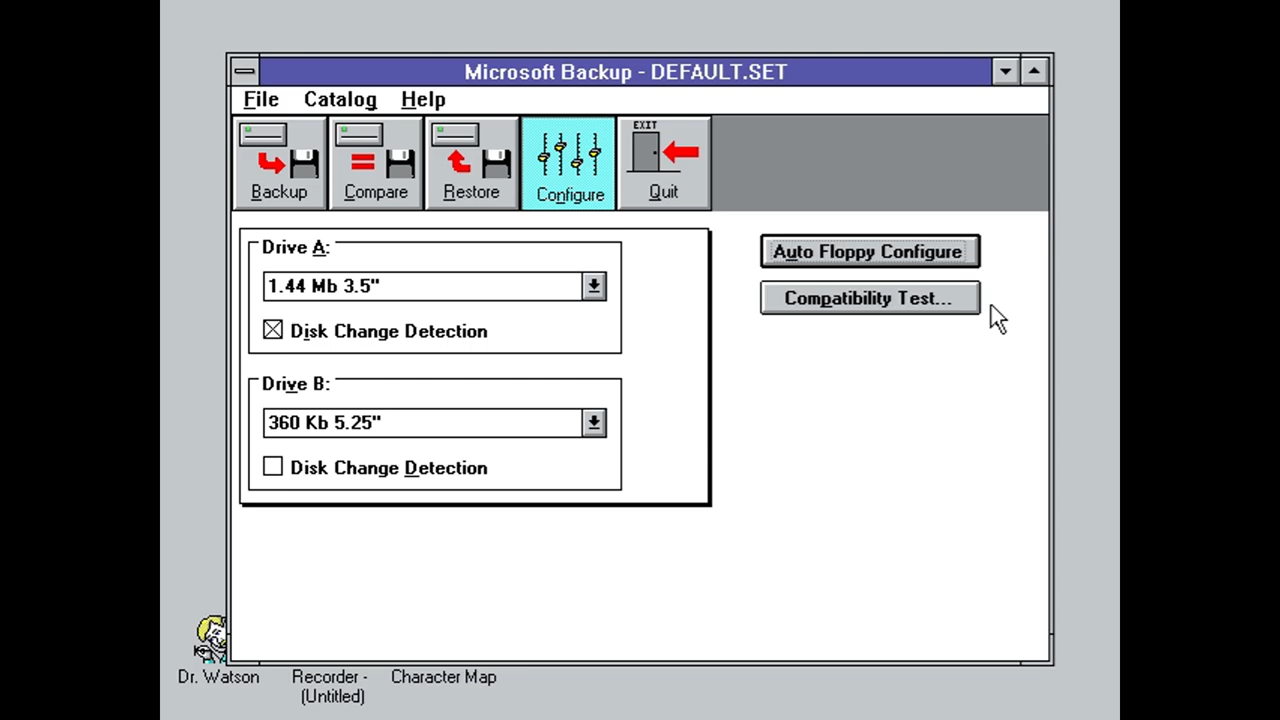 Microsoft Backup - DEFAULT.SET
File Catalog Help
EXIT
Backup Compare Restore Configure Quit
Drive A:
1.44 Mb 3.5"
Disk Change Detection
Drive B:
360 Kb 5.25"
Disk Change Detection
Auto Floppy Configure
Compatibility Test...
Dr. Watson
Recorder -
(Untitled)
Character Map